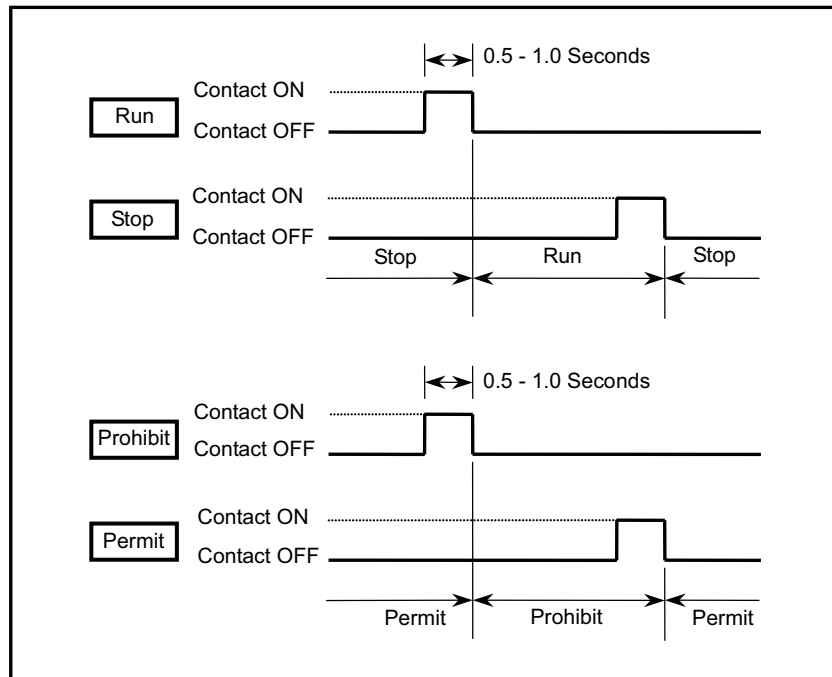 0.5 - 1.0 Seconds
Contact ON
Run
Contact OFF
Contact ON
Stop
Contact OFF
Stop Run Stop
0.5 - 1.0 Seconds
Contact ON
Prohibit
Contact OFF
Contact ON
Permit
Contact OFF
Permit Prohibit Permit